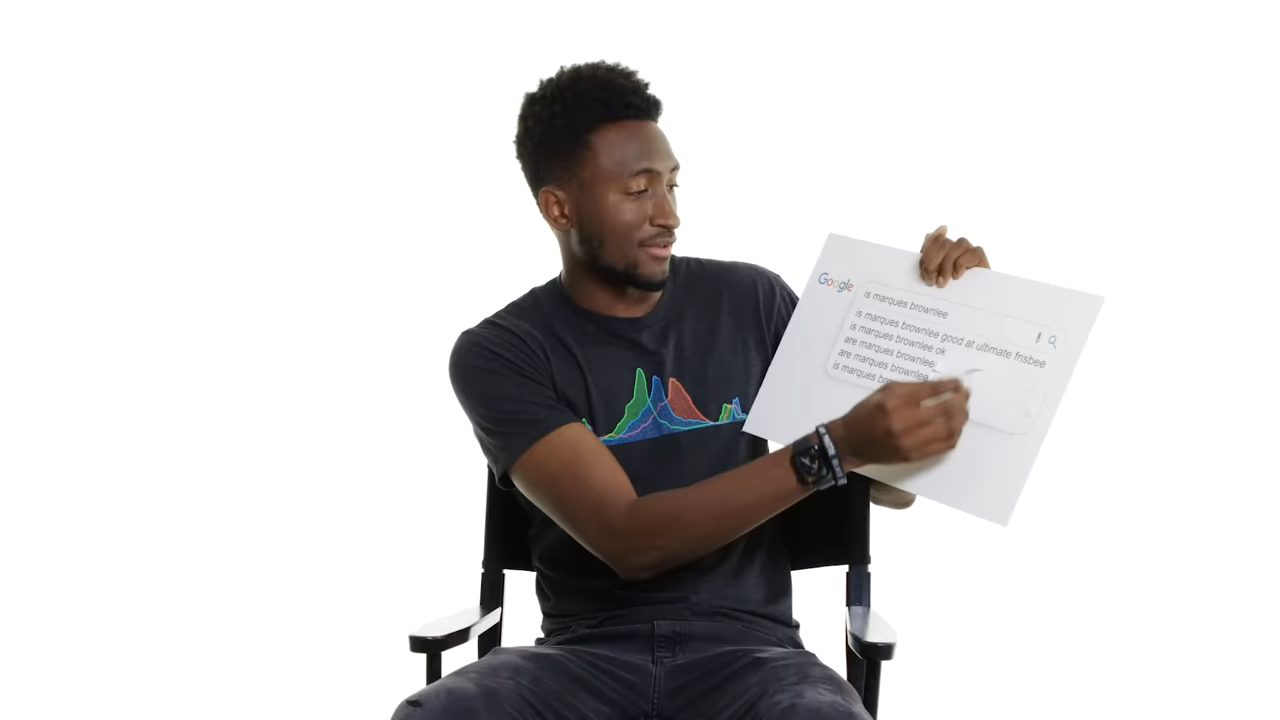 Google
is marques brownlee
is marques brownlee good at ultimate frisbee
is marques brownlee ok
are marques brownlee
are marques brownlee
is marques